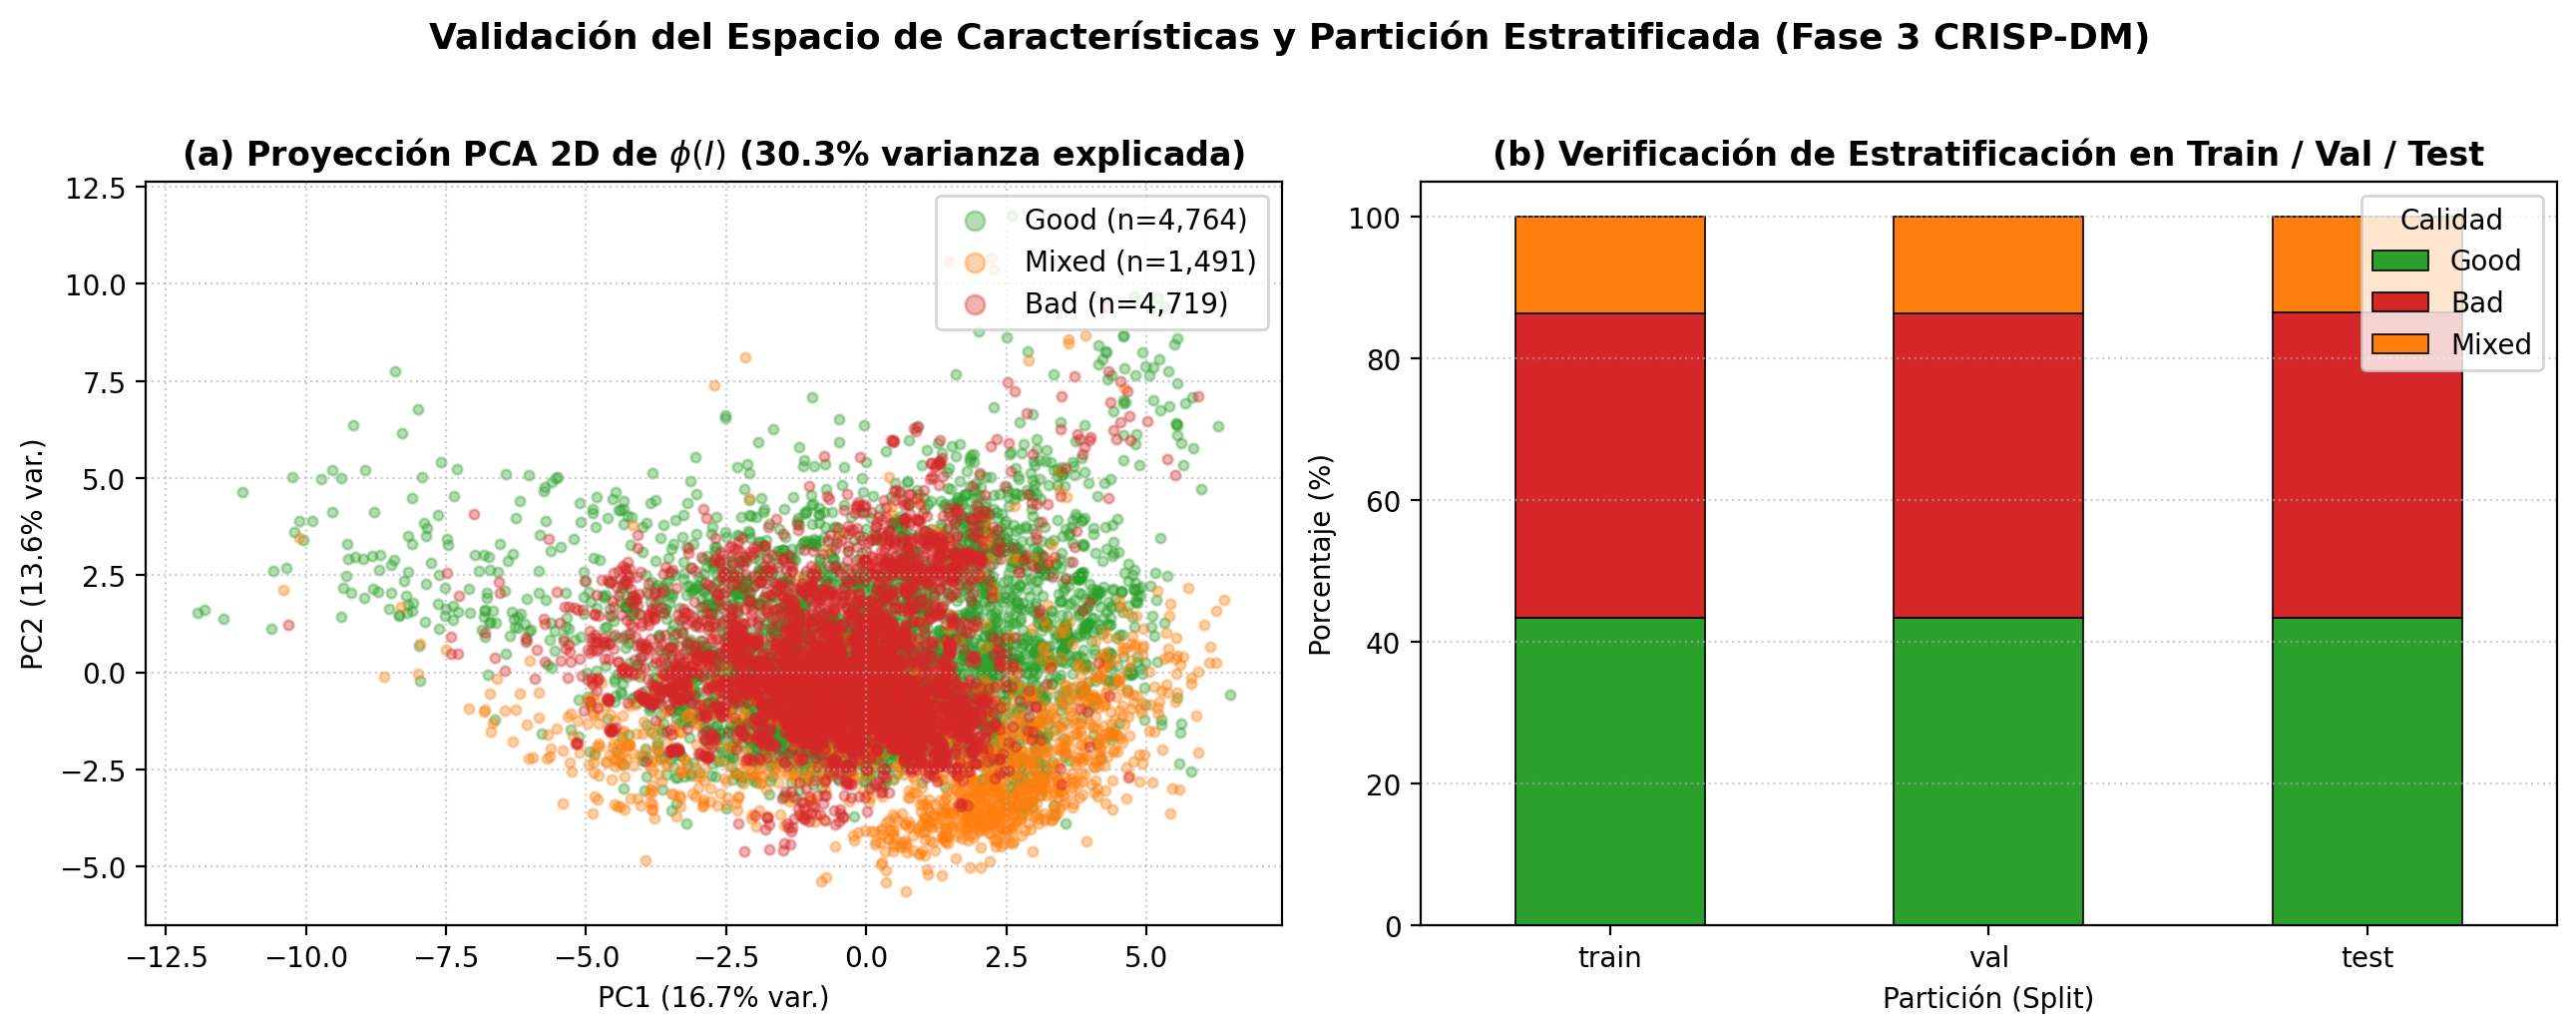 Validación del Espacio de Características y Partición Estratificada (Fase 3 CRISP-DM)
(a) Proyección PCA 2D de ϕ(I) (30.3% varianza explicada)
12.5
10.0
7.5
5.0
2.5
0.0
−2.5
−5.0
PC2 (13.6% var.)
Good (n=4,764)
Mixed (n=1,491)
Bad (n=4,719)
−12.5 −10.0 −7.5 −5.0 −2.5 0.0 2.5 5.0
PC1 (16.7% var.)
(b) Verificación de Estratificación en Train / Val / Test
100
80
60
40
20
0
Porcentaje (%)
Calidad
Good
Bad
Mixed
train val test
Partición (Split)